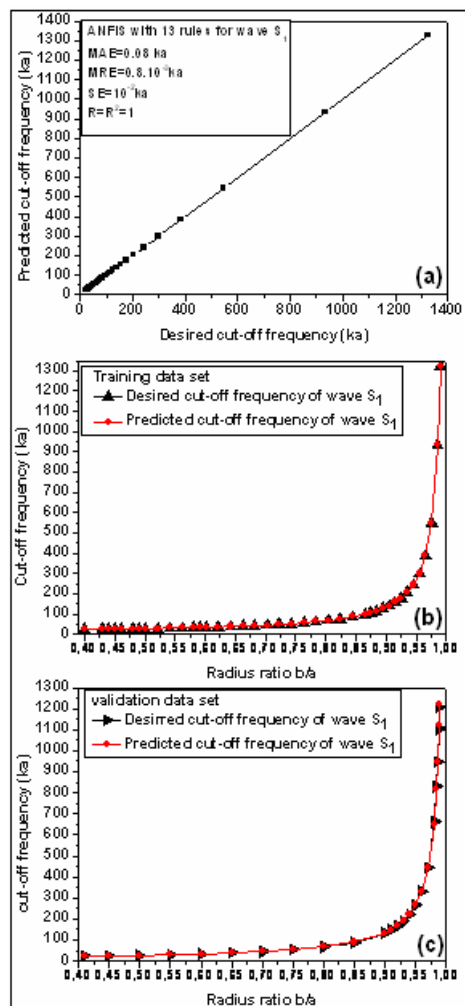 1400
1300
1200
1100
1000
900
800
700
600
500
400
300
200
100
0
Predicted cut-off frequency (ka)
ANFIS with 13 rules for wave S1
MAE=0.08 ka
SE=10-2ka
R=R2=1
(a)
0 200 400 600 800 1000 1200 1400
Desired cut-off frequency (ka)
1300
1200
1100
1000
900
800
700
600
500
400
300
200
100
0
Cut-off frequency (ka)
Training data set
Desired cut-off frequency of wave S1
Predicted cut-off frequency of wave S1
(b)
0,40 0,45 0,50 0,55 0,60 0,65 0,70 0,75 0,80 0,85 0,90 0,95 1,00
Radius ratio b/a
1300
1200
1100
1000
900
800
700
600
500
400
300
200
100
0
cut-off frequency (ka)
validation data set
Desirred cut-off frequency of wave S1
Predicted cut-off frequency of wave S1
(c)
0,40 0,45 0,50 0,55 0,60 0,65 0,70 0,75 0,80 0,85 0,90 0,95 1,00
Radius ratio b/a